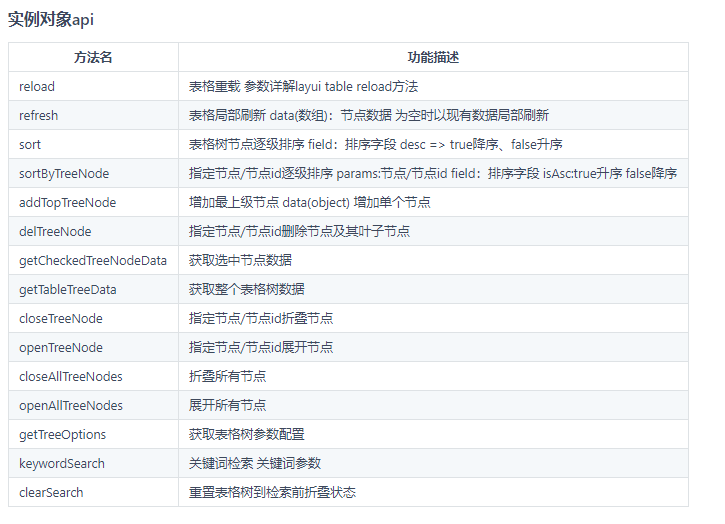 实例对象api
方法名 功能描述
reload 表格重载 参数详解layui table reload方法
refresh 表格局部刷新 data(数组)：节点数据 为空时以现有数据局部刷新
sort 表格树节点逐级排序 field：排序字段 desc => true降序、false升序
sortByTreeNode 指定节点/节点id逐级排序 params:节点/节点id field：排序字段 isAsc:true升序 false降序
addTopTreeNode 增加最上级节点 data(object) 增加单个节点
delTreeNode 指定节点/节点id删除节点及其叶子节点
getCheckedTreeNodeData 获取选中节点数据
getTableTreeData 获取整个表格树数据
closeTreeNode 指定节点/节点id折叠节点
openTreeNode 指定节点/节点id展开节点
closeAllTreeNodes 折叠所有节点
openAllTreeNodes 展开所有节点
getTreeOptions 获取表格树参数配置
keywordSearch 关键词检索 关键词参数
clearSearch 重置表格树到检索前折叠状态